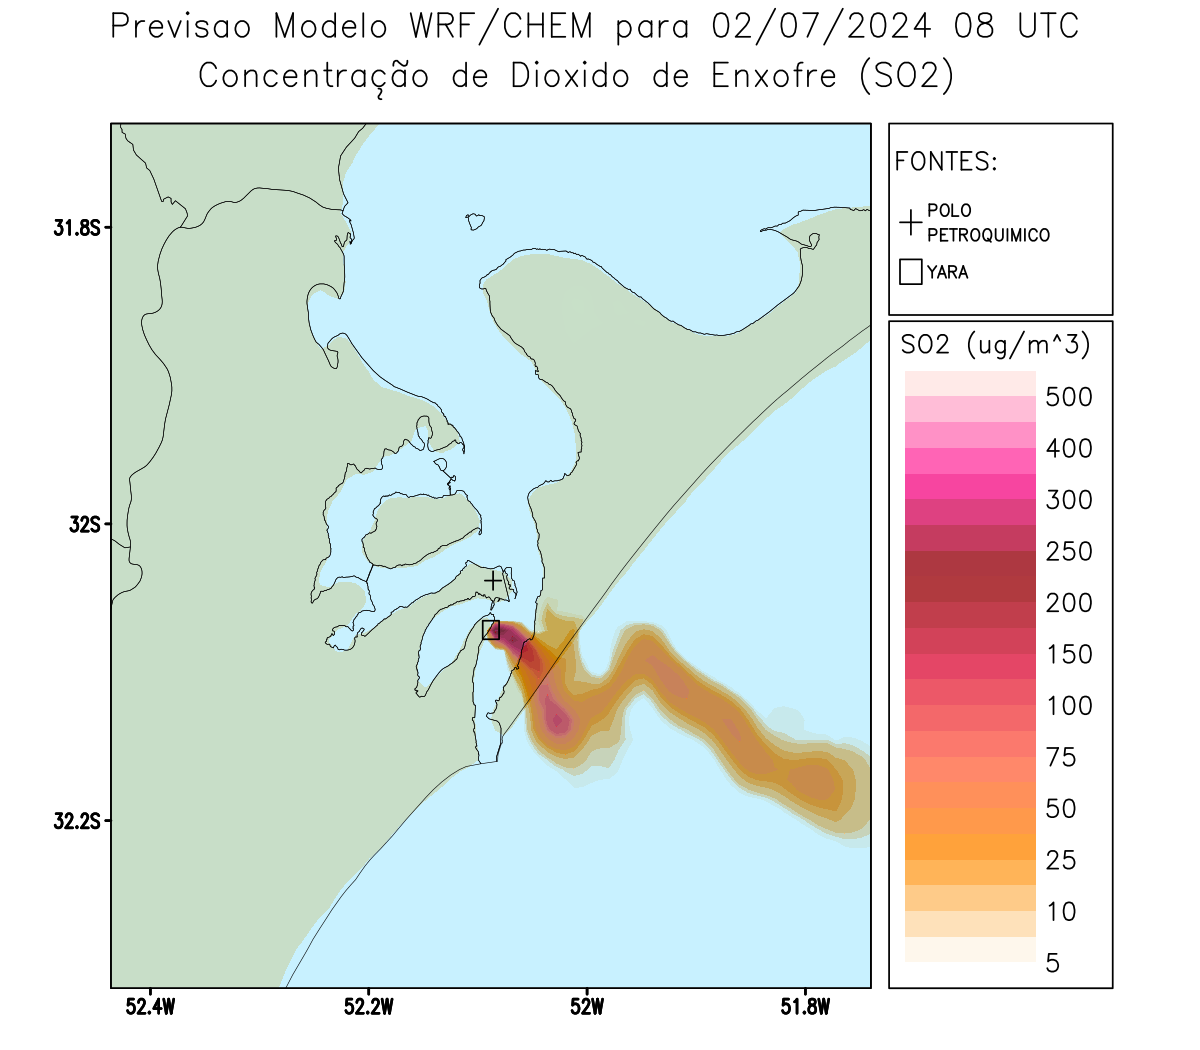 Previsao Modelo WRF/CHEM para 02/07/2024 08 UTC
Concentração de Dioxido de Enxofre (SO2)
FONTES:
POLO
PETROQUIMICO
YARA
SO2 (ug/m^3)
500
400
300
250
200
150
100
75
50
25
10
5
31.8S
32S
32.2S
52.4W
52.2W
52W
51.8W